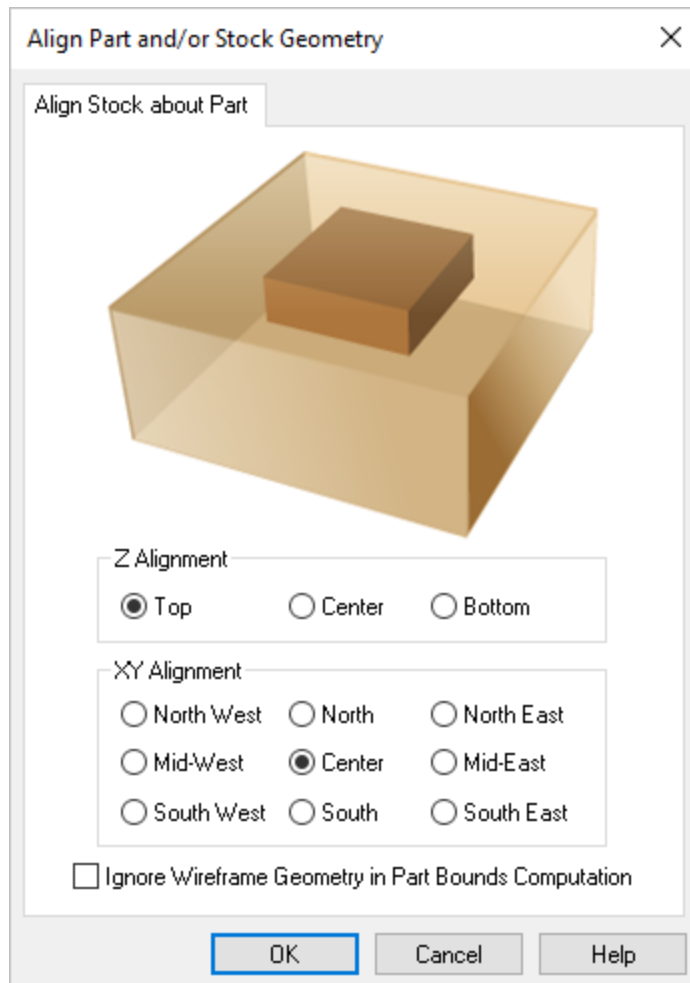 Align Part and/or Stock Geometry
Align Stock about Part
Z Alignment
Top Center Bottom
XY Alignment
North West North North East
Mid-West Center Mid-East
South West South South East
Ignore Wireframe Geometry in Part Bounds Computation
OK Cancel Help